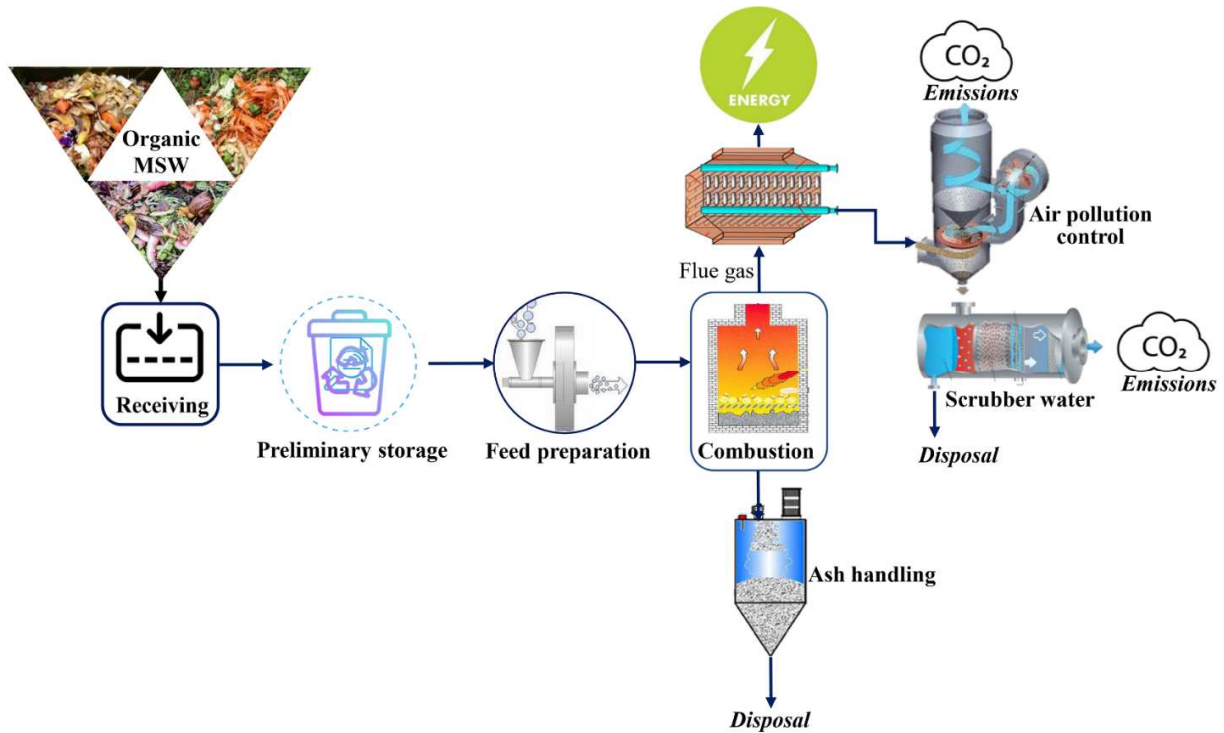 Organic
MSW
Receiving
Preliminary storage
Feed preparation
ENERGY
Flue gas
Combustion
Ash handling
Disposal
CO₂
Emissions
Air pollution
control
CO₂
Emissions
Scrubber water
Disposal